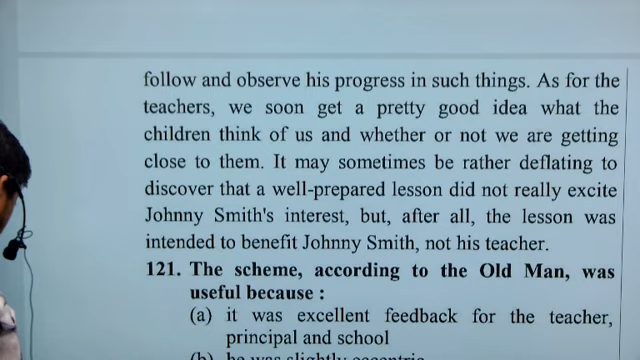 follow and observe his progress in such things. As for the
teachers, we soon get a pretty good idea what the
children think of us and whether or not we are getting
close to them. It may sometimes be rather deflating to
discover that a well-prepared lesson did not really excite
Johnny Smith's interest, but, after all, the lesson was
intended to benefit Johnny Smith, not his teacher.
121. The scheme, according to the Old Man, was
useful because :
(a) it was excellent feedback for the teacher,
principal and school
(b) he was slightly eccentric